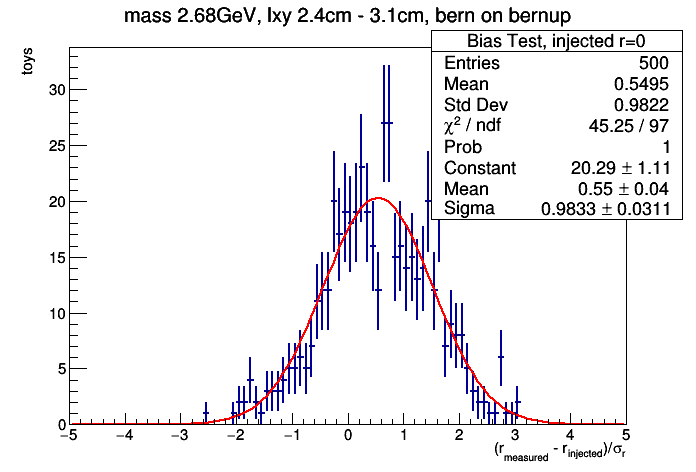 mass 2.68GeV, lxy 2.4cm - 3.1cm, bern on bernup
Bias Test, injected r=0
Entries 500
Mean 0.5495
Std Dev 0.9822
χ² / ndf 45.25 / 97
Prob 1
Constant 20.29 ± 1.11
Mean 0.55 ± 0.04
Sigma 0.9833 ± 0.0311
toys
30
25
20
15
10
5
0
−5 −4 −3 −2 −1 0 1 2 3 4 5
(r_measured - r_injected)/σ_r